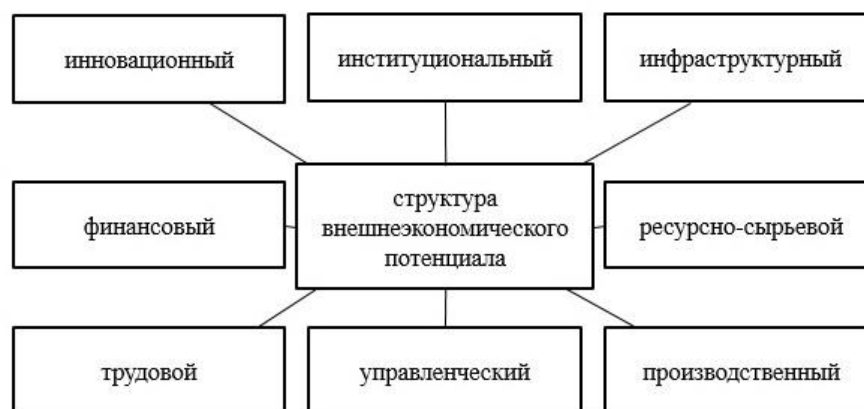 инновационный
институциональный
инфраструктурный
финансовый
структура
внешнеэкономического
потенциала
ресурсно-сырьевой
трудовой
управленческий
производственный